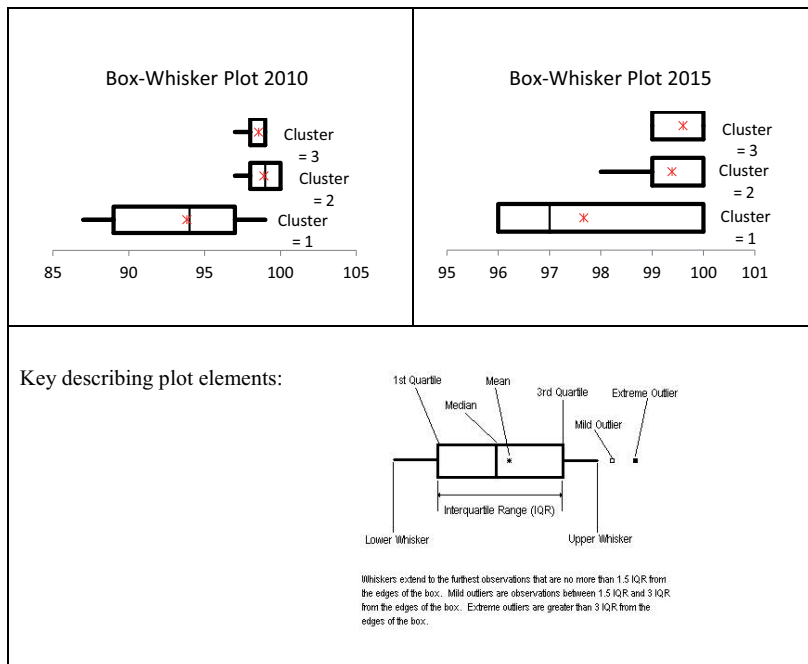 Box-Whisker Plot 2010
Cluster
= 3
Cluster
= 2
Cluster
= 1
85 90 95 100 105
Box-Whisker Plot 2015
Cluster
= 3
Cluster
= 2
Cluster
= 1
95 96 97 98 99 100 101
Key describing plot elements:
1st Quartile
Mean
Median
3rd Quartile
Extreme Outlier
Mild Outlier
Interquartile Range (IQR)
Lower Whisker
Upper Whisker
Whiskers extend to the furthest observations that are no more than 1.5 IQR from
the edges of the box. Mild outliers are observations between 1.5 IQR and 3 IQR
from the edges of the box. Extreme outliers are greater than 3 IQR from the
edges of the box.